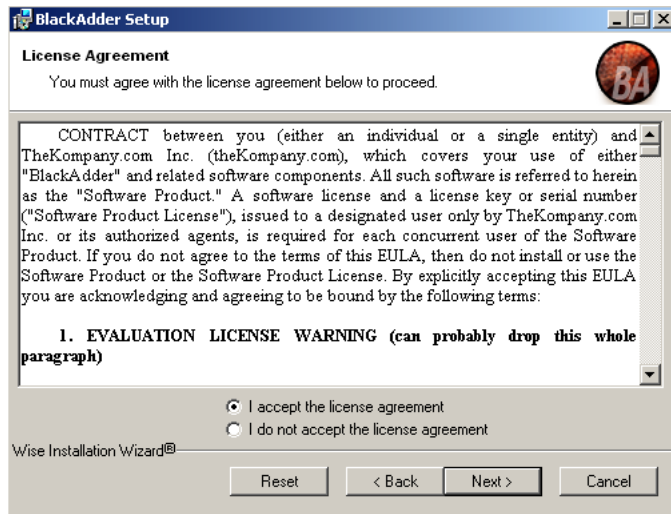 BlackAdder Setup
License Agreement
You must agree with the license agreement below to proceed.
BA
CONTRACT between you (either an individual or a single entity) and
TheKompany.com Inc. (theKompany.com), which covers your use of either
"BlackAdder" and related software components. All such software is referred to herein
as the "Software Product." A software license and a license key or serial number
("Software Product License"), issued to a designated user only by TheKompany.com
Inc. or its authorized agents, is required for each concurrent user of the Software
Product. If you do not agree to the terms of this EULA, then do not install or use the
Software Product or the Software Product License. By explicitly accepting this EULA
you are acknowledging and agreeing to be bound by the following terms:
1. EVALUATION LICENSE WARNING (can probably drop this whole
paragraph)
I accept the license agreement
I do not accept the license agreement
Wise Installation Wizard®
Reset < Back Next > Cancel